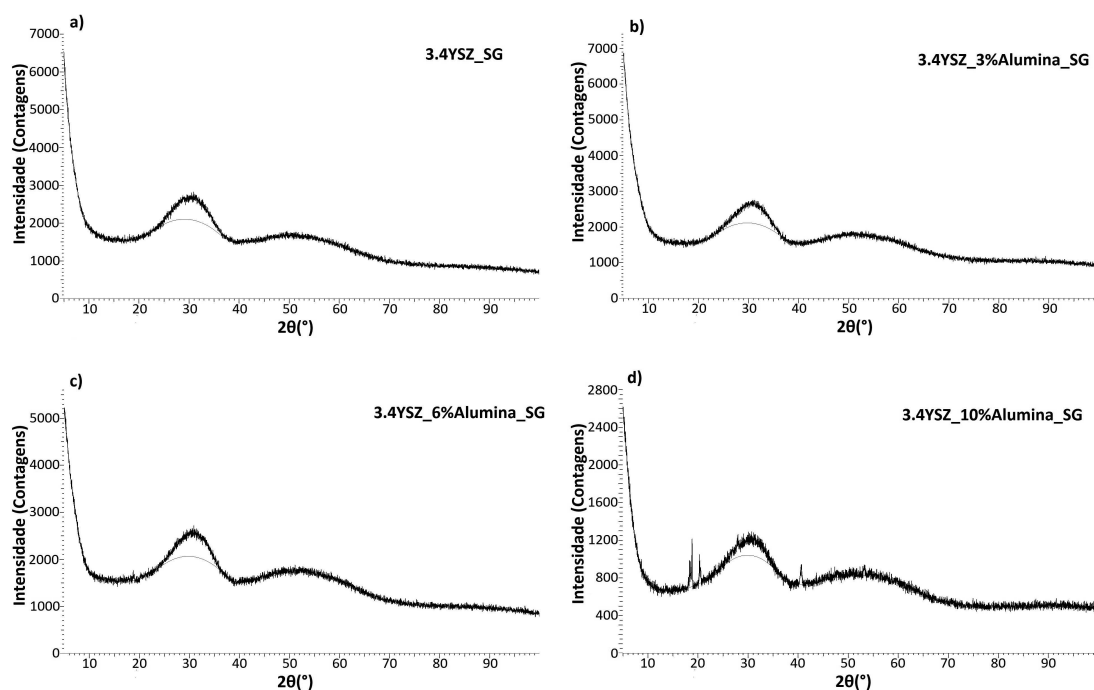 a)
3.4YSZ_SG
Intensidade (Contagens)
7000
6000
5000
4000
3000
2000
1000
0
10 20 30 40 50 60 70 80 90
2θ(°)
b)
3.4YSZ_3%Alumina_SG
Intensidade (Contagens)
7000
6000
5000
4000
3000
2000
1000
0
10 20 30 40 50 60 70 80 90
2θ(°)
c)
3.4YSZ_6%Alumina_SG
Intensidade (Contagens)
5000
4000
3000
2000
1000
0
10 20 30 40 50 60 70 80 90
2θ(°)
d)
3.4YSZ_10%Alumina_SG
Intensidade (Contagens)
2800
2400
2000
1600
1200
800
400
0
10 20 30 40 50 60 70 80 90
2θ(°)